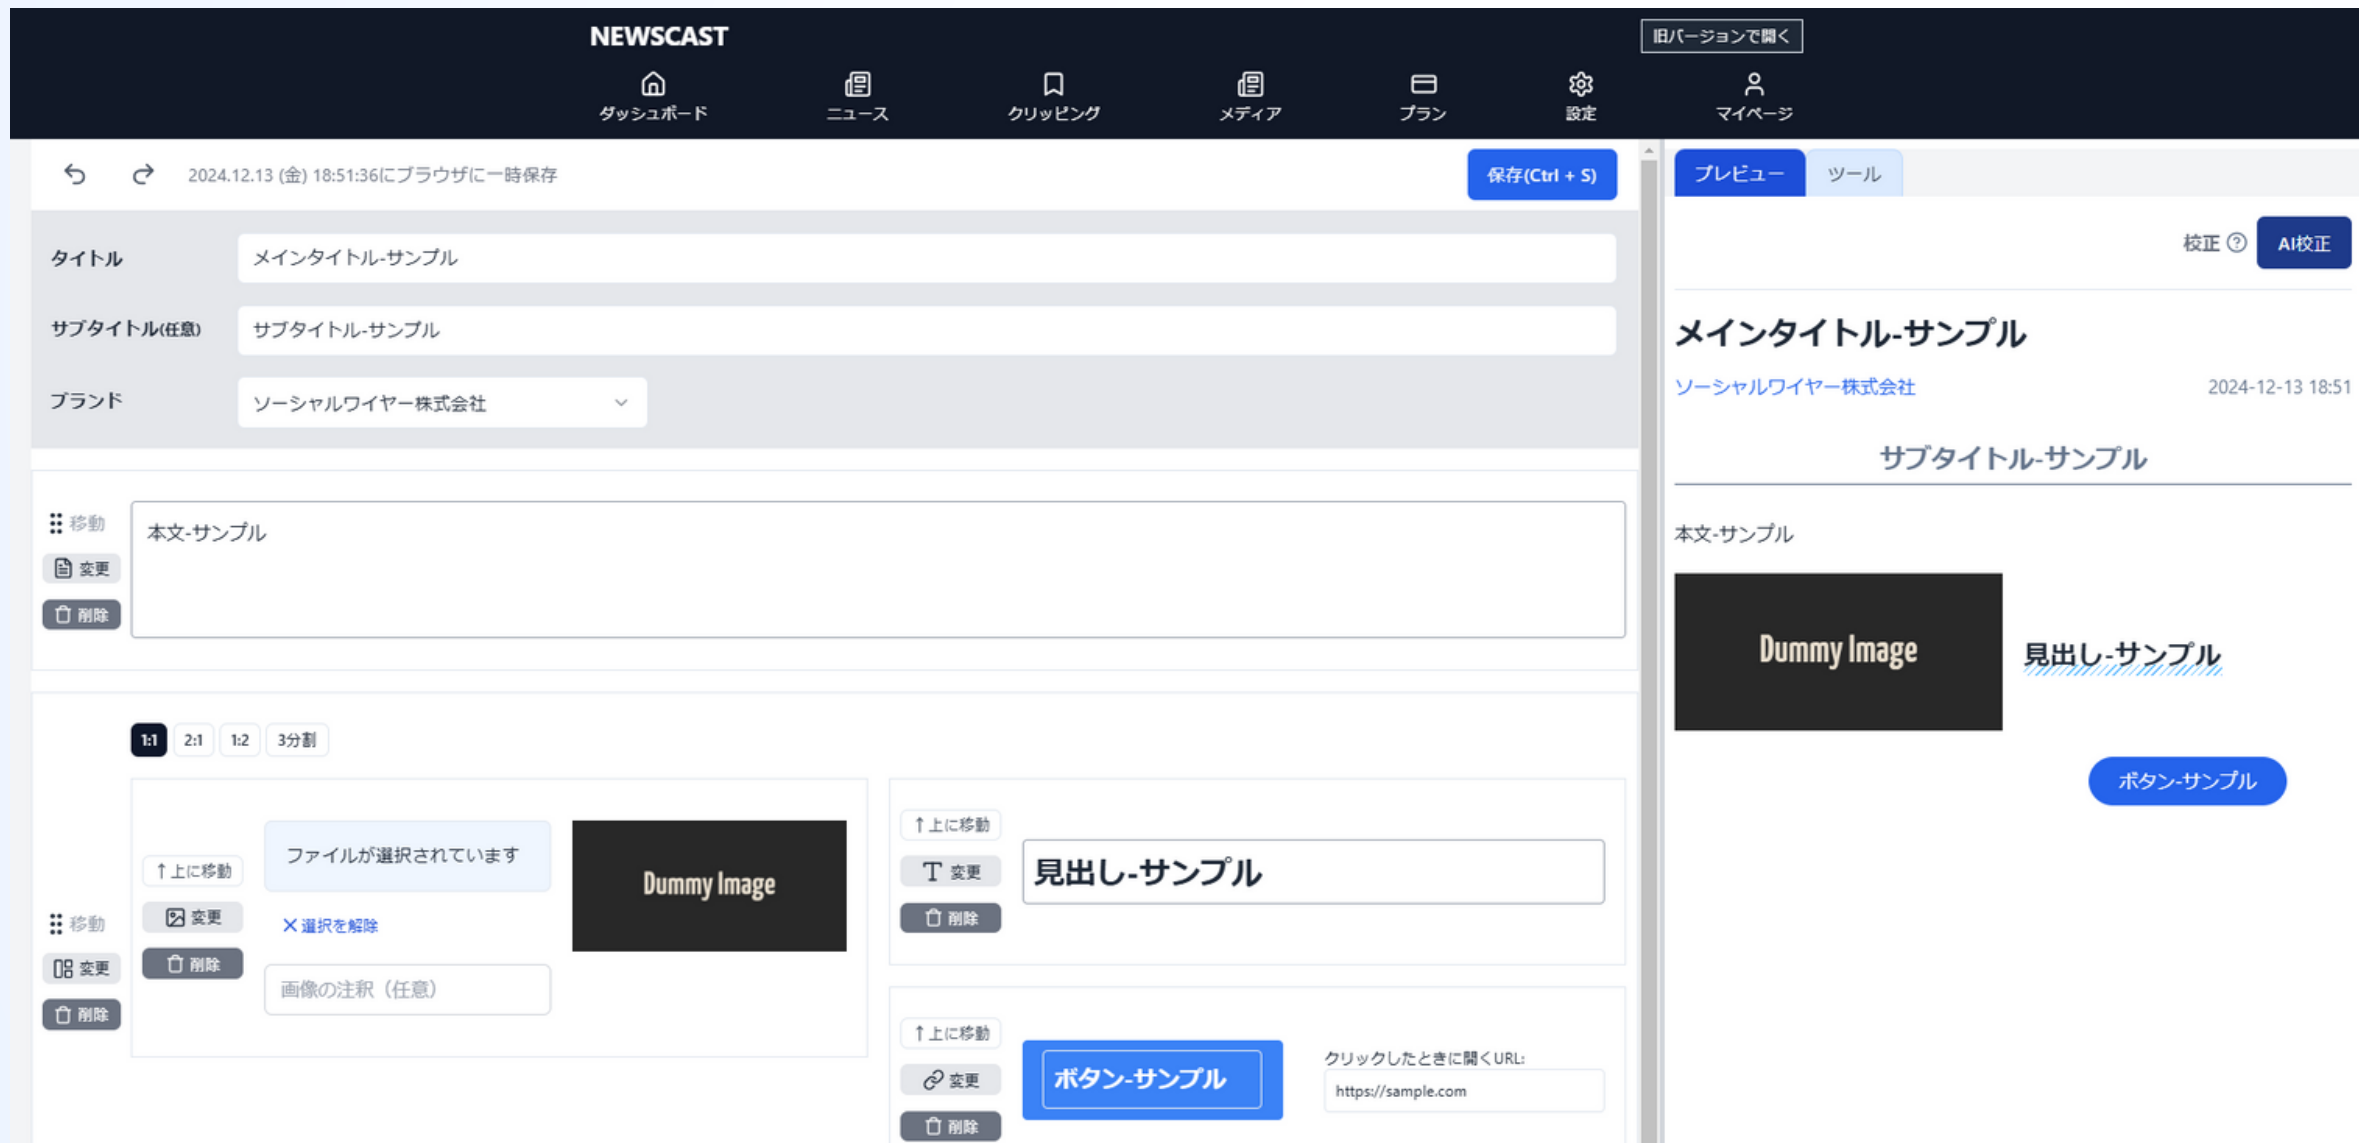 NEWSCAST
旧バージョンで開く
ダッシュボード
ニュース
クリッピング
メディア
プラン
設定
マイページ
2024.12.13 (金) 18:51:36にブラウザに一時保存
保存(Ctrl + S)
タイトル
メインタイトル-サンプル
サブタイトル(任意)
サブタイトル-サンプル
ブランド
ソーシャルワイヤー株式会社
移動
変更
削除
本文-サンプル
1:1
2:1
1:2
3分割
移動
変更
削除
↑上に移動
変更
削除
ファイルが選択されています
×選択を解除
画像の注釈（任意）
Dummy Image
↑上に移動
変更
削除
見出し-サンプル
↑上に移動
変更
削除
ボタン-サンプル
クリックしたときに開くURL:
https://sample.com
プレビュー
ツール
校正
AI校正
メインタイトル-サンプル
ソーシャルワイヤー株式会社
2024-12-13 18:51
サブタイトル-サンプル
本文-サンプル
Dummy Image
見出し-サンプル
ボタン-サンプル